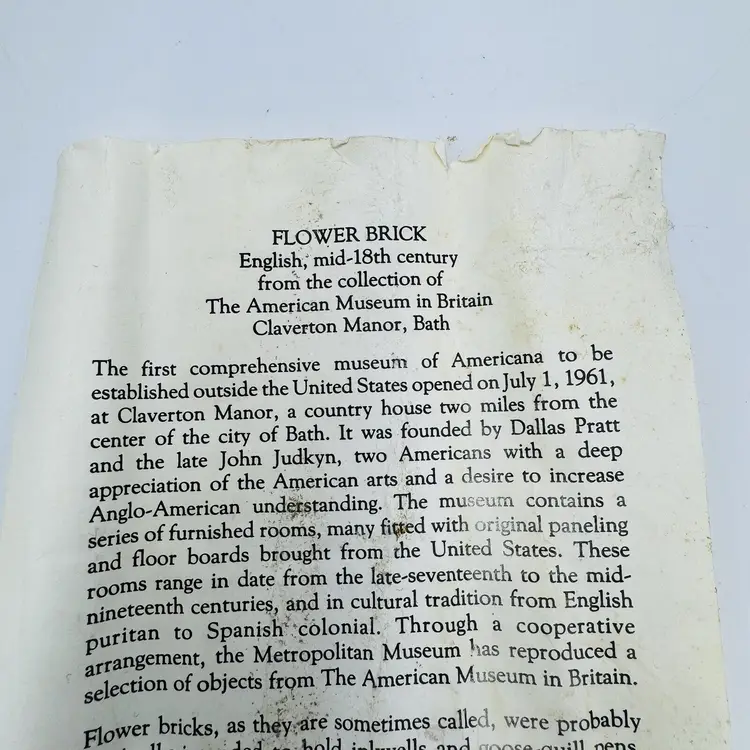 FLOWER BRICK
English, mid-18th century
from the collection of
The American Museum in Britain
Claverton Manor, Bath
The first comprehensive museum of Americana to be
established outside the United States opened on July 1, 1961,
at Claverton Manor, a country house two miles from the
center of the city of Bath. It was founded by Dallas Pratt
and the late John Judkyn, two Americans with a deep
appreciation of the American arts and a desire to increase
Anglo-American understanding. The museum contains a
series of furnished rooms, many fitted with original paneling
and floor boards brought from the United States. These
rooms range in date from the late-seventeenth to the mid-
nineteenth centuries, and in cultural tradition from English
puritan to Spanish colonial. Through a cooperative
arrangement, the Metropolitan Museum has reproduced a
selection of objects from The American Museum in Britain.
Flower bricks, as they are sometimes called, were probably
to hold inkwells and goose-quill pens